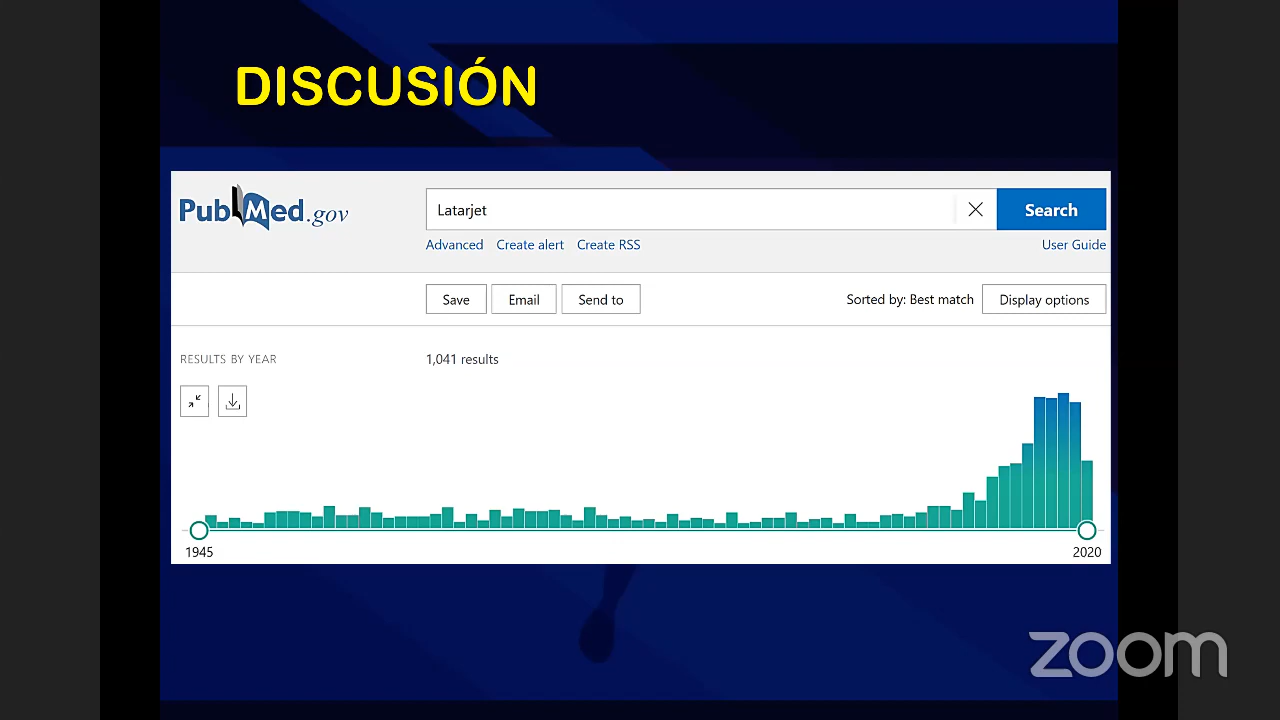 DISCUSIÓN
PubMed.gov
Latarjet
Search
Advanced Create alert Create RSS
User Guide
Save Email Send to
Sorted by: Best match Display options
RESULTS BY YEAR
1,041 results
1945
2020
zoom